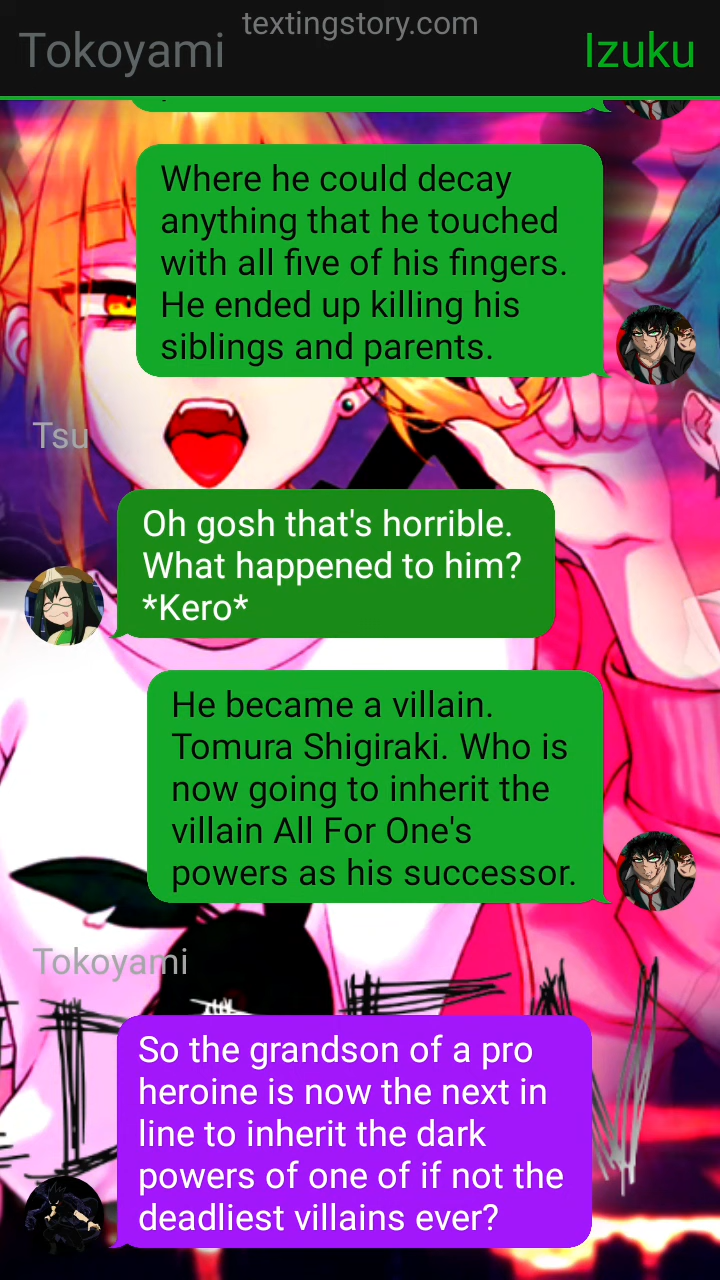 textingstory.com
Tokoyami
Izuku
Where he could decay
anything that he touched
with all five of his fingers.
He ended up killing his
siblings and parents.
Tsu
Oh gosh that's horrible.
What happened to him?
*Kero*
He became a villain.
Tomura Shigiraki. Who is
now going to inherit the
villain All For One's
powers as his successor.
Tokoyami
So the grandson of a pro
heroine is now the next in
line to inherit the dark
powers of one of if not the
deadliest villains ever?